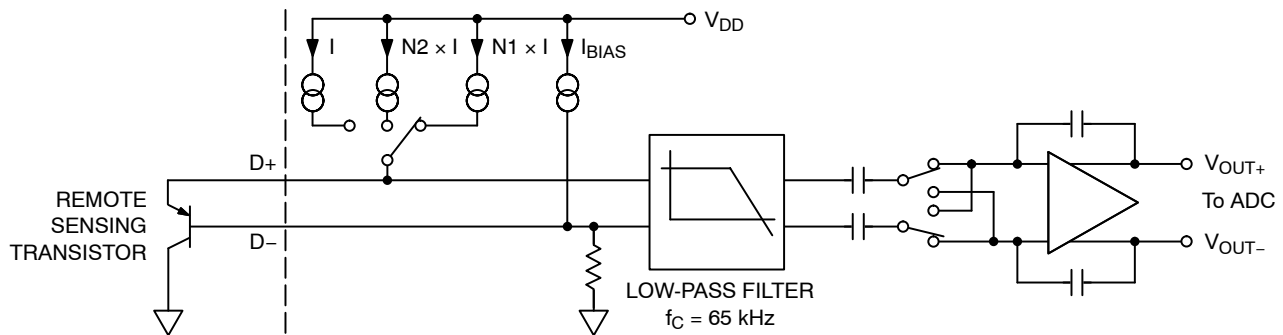 V_DD
I
N2 × I
N1 × I
I_BIAS
D+
REMOTE
SENSING
TRANSISTOR
D−
LOW-PASS FILTER
f_C = 65 kHz
V_OUT+
To ADC
V_OUT−